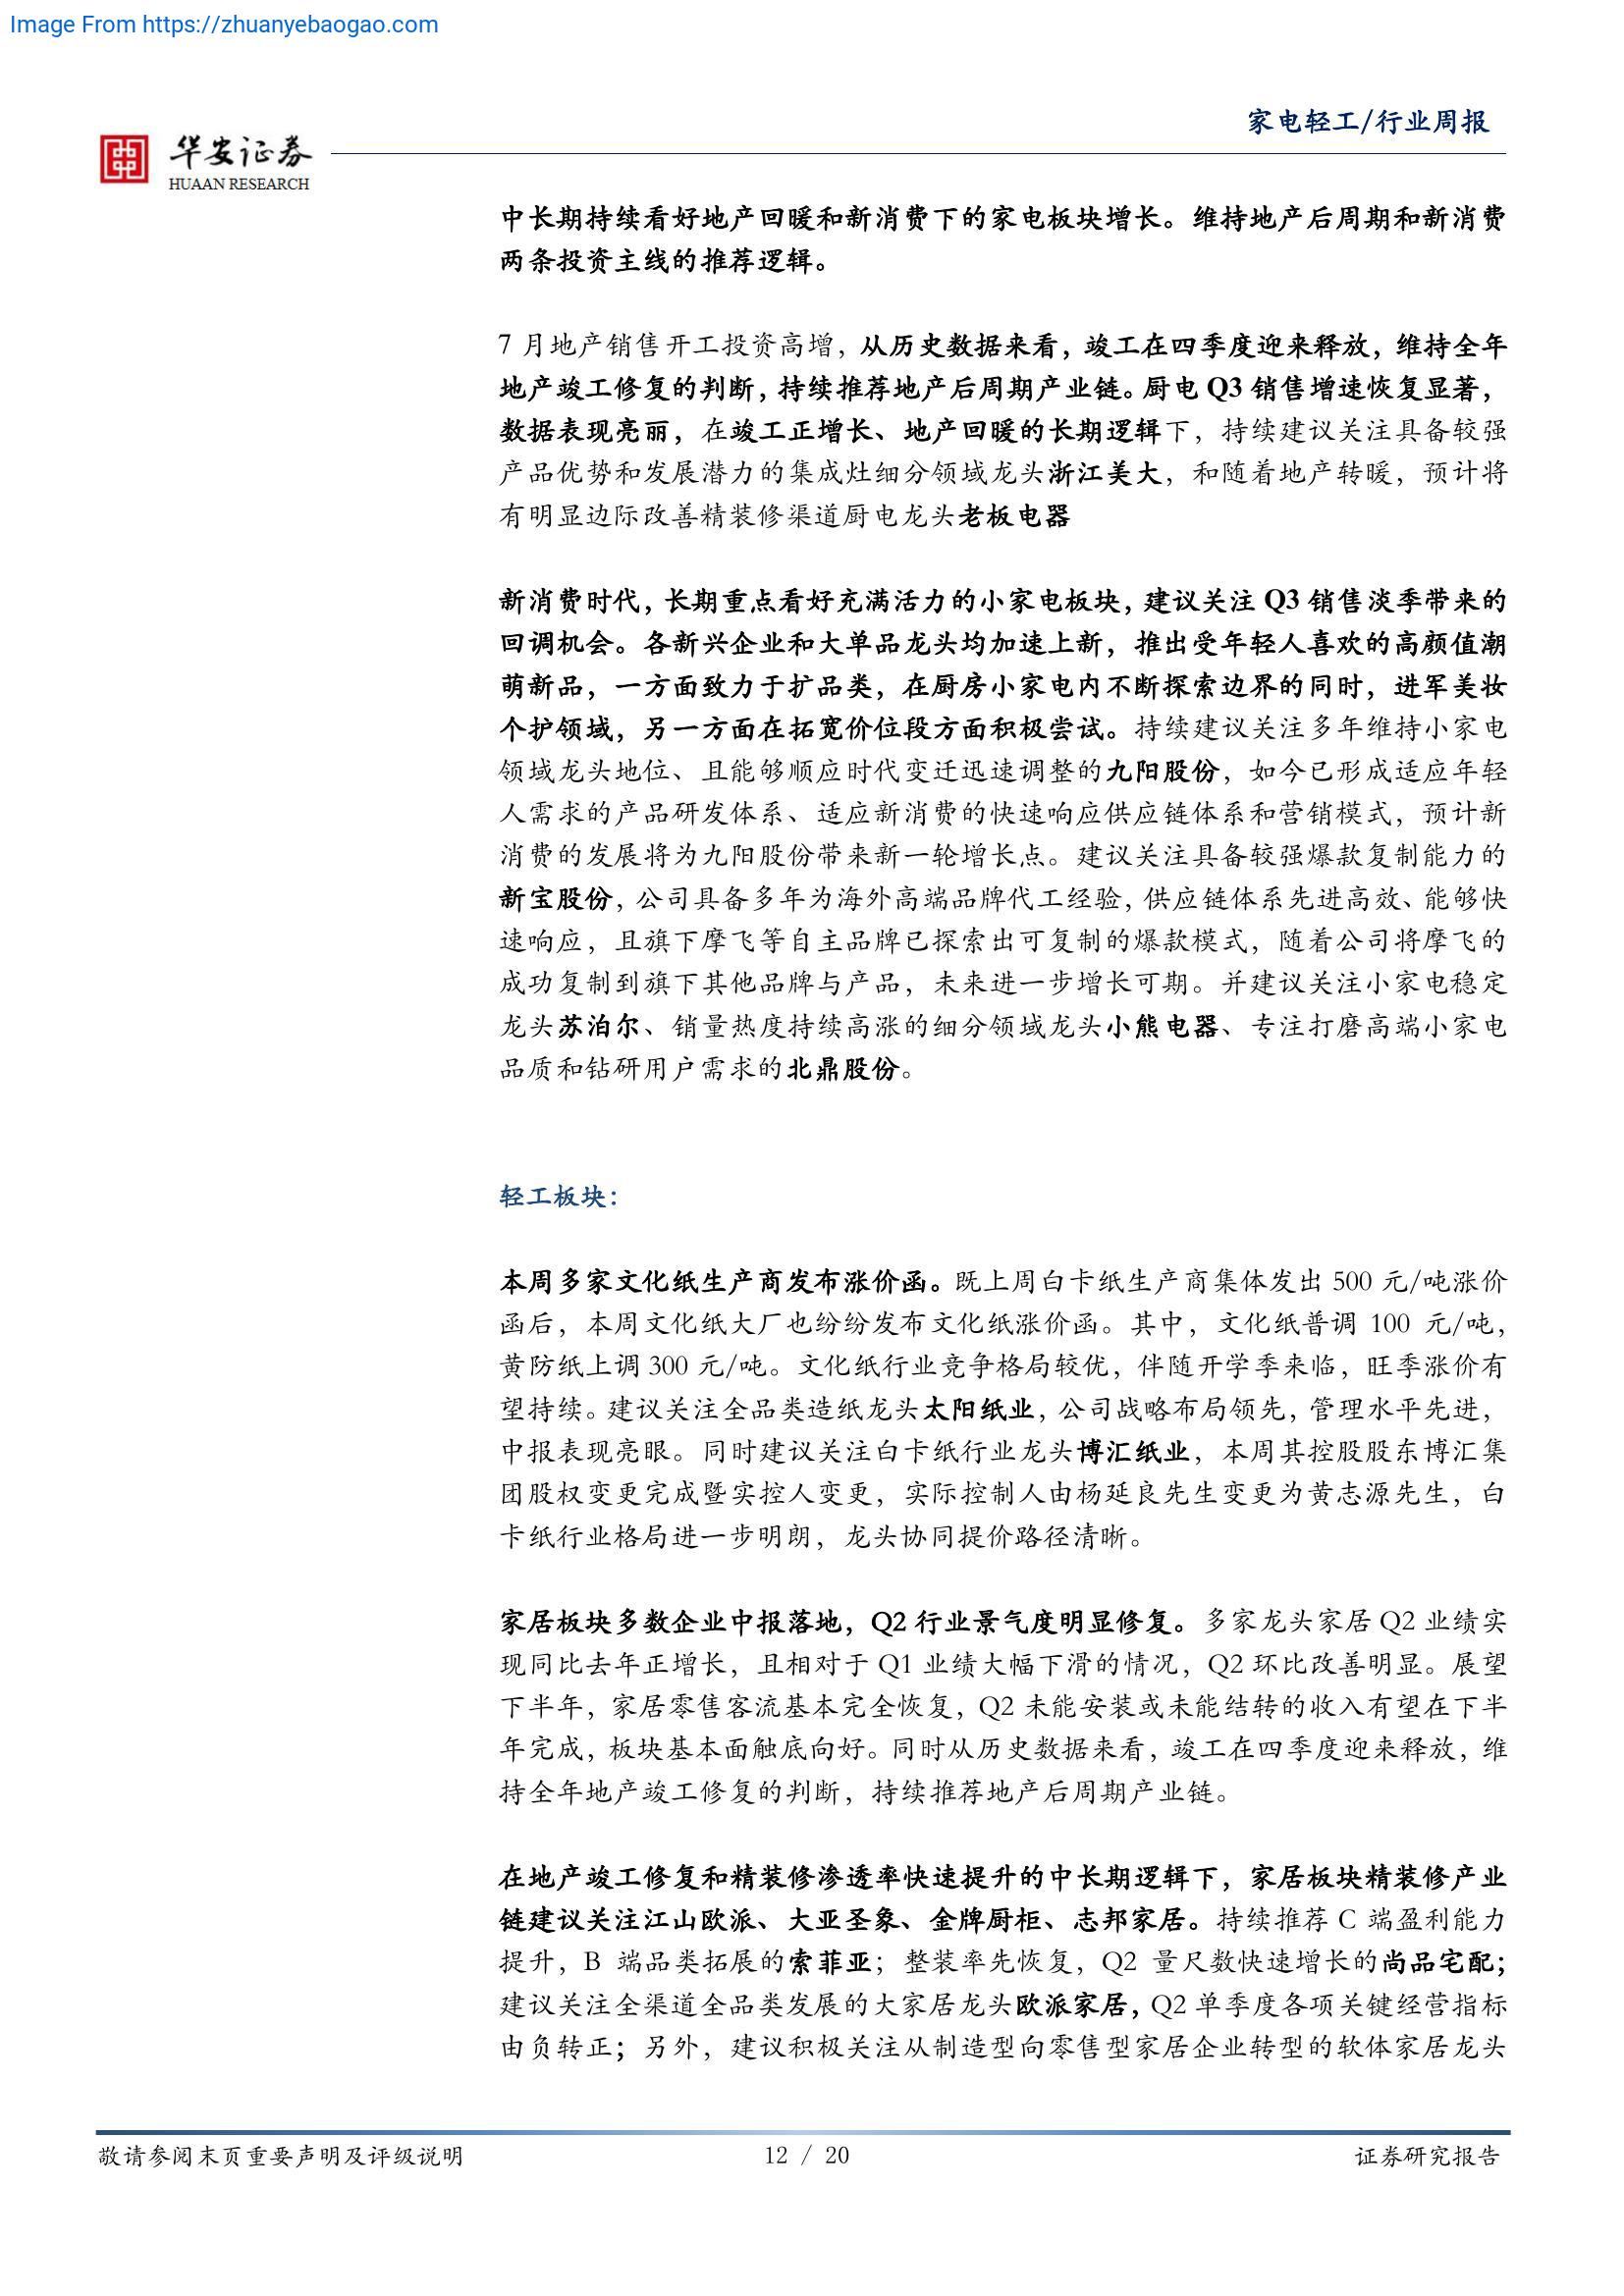 Image From https://zhuanyebaogao.com
家电轻工/行业周报
华安证券
HUAAN RESEARCH
中长期持续看好地产回暖和新消费下的家电板块增长。维持地产后周期和新消费
两条投资主线的推荐逻辑。
7 月地产销售开工投资高增，从历史数据来看，竣工在四季度迎来释放，维持全年
地产竣工修复的判断，持续推荐地产后周期产业链。厨电 Q3 销售增速恢复显著，
数据表现亮丽，在竣工正增长、地产回暖的长期逻辑下，持续建议关注具备较强
产品优势和发展潜力的集成灶细分领域龙头浙江美大，和随着地产转暖，预计将
有明显边际改善精装修渠道厨电龙头老板电器
新消费时代，长期重点看好充满活力的小家电板块，建议关注 Q3 销售淡季带来的
回调机会。各新兴企业和大单品龙头均加速上新，推出受年轻人喜欢的高颜值潮
萌新品，一方面致力于扩品类，在厨房小家电内不断探索边界的同时，进军美妆
个护领域，另一方面在拓宽价位段方面积极尝试。持续建议关注多年维持小家电
领域龙头地位、且能够顺应时代变迁迅速调整的九阳股份，如今已形成适应年轻
人需求的产品研发体系、适应新消费的快速响应供应链体系和营销模式，预计新
消费的发展将为九阳股份带来新一轮增长点。建议关注具备较强爆款复制能力的
新宝股份，公司具备多年为海外高端品牌代工经验，供应链体系先进高效、能够快
速响应，且旗下摩飞等自主品牌已探索出可复制的爆款模式，随着公司将摩飞的
成功复制到旗下其他品牌与产品，未来进一步增长可期。并建议关注小家电稳定
龙头苏泊尔、销量热度持续高涨的细分领域龙头小熊电器、专注打磨高端小家电
品质和钻研用户需求的北鼎股份。
轻工板块：
本周多家文化纸生产商发布涨价函。既上周白卡纸生产商集体发出 500 元/吨涨价
函后，本周文化纸大厂也纷纷发布文化纸涨价函。其中，文化纸普调 100 元/吨，
黄防纸上调 300 元/吨。文化纸行业竞争格局较优，伴随开学季来临，旺季涨价有
望持续。建议关注全品类造纸龙头太阳纸业，公司战略布局领先，管理水平先进，
中报表现亮眼。同时建议关注白卡纸行业龙头博汇纸业，本周其控股股东博汇集
团股权变更完成暨实控人变更，实际控制人由杨延良先生变更为黄志源先生，白
卡纸行业格局进一步明朗，龙头协同提价路径清晰。
家居板块多数企业中报落地，Q2 行业景气度明显修复。多家龙头家居 Q2 业绩实
现同比去年正增长，且相对于 Q1 业绩大幅下滑的情况，Q2 环比改善明显。展望
下半年，家居零售客流基本完全恢复，Q2 未能安装或未能结转的收入有望在下半
年完成，板块基本面触底向好。同时从历史数据来看，竣工在四季度迎来释放，维
持全年地产竣工修复的判断，持续推荐地产后周期产业链。
在地产竣工修复和精装修渗透率快速提升的中长期逻辑下，家居板块精装修产业
链建议关注江山欧派、大亚圣象、金牌厨柜、志邦家居。持续推荐 C 端盈利能力
提升，B 端品类拓展的索菲亚；整装率先恢复，Q2 量尺数快速增长的尚品宅配；
建议关注全渠道全品类发展的大家居龙头欧派家居，Q2 单季度各项关键经营指标
由负转正；另外，建议积极关注从制造型向零售型家居企业转型的软体家居龙头
敬请参阅末页重要声明及评级说明
12 / 20
证券研究报告